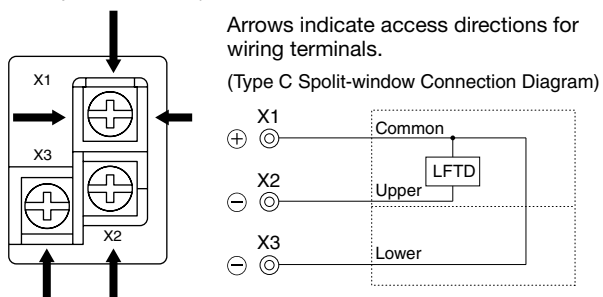 Arrows indicate access directions for
wiring terminals.
(Type C Spolit-window Connection Diagram)
X1
X3
X2
X1
Common
LFTD
X2
Upper
X3
Lower